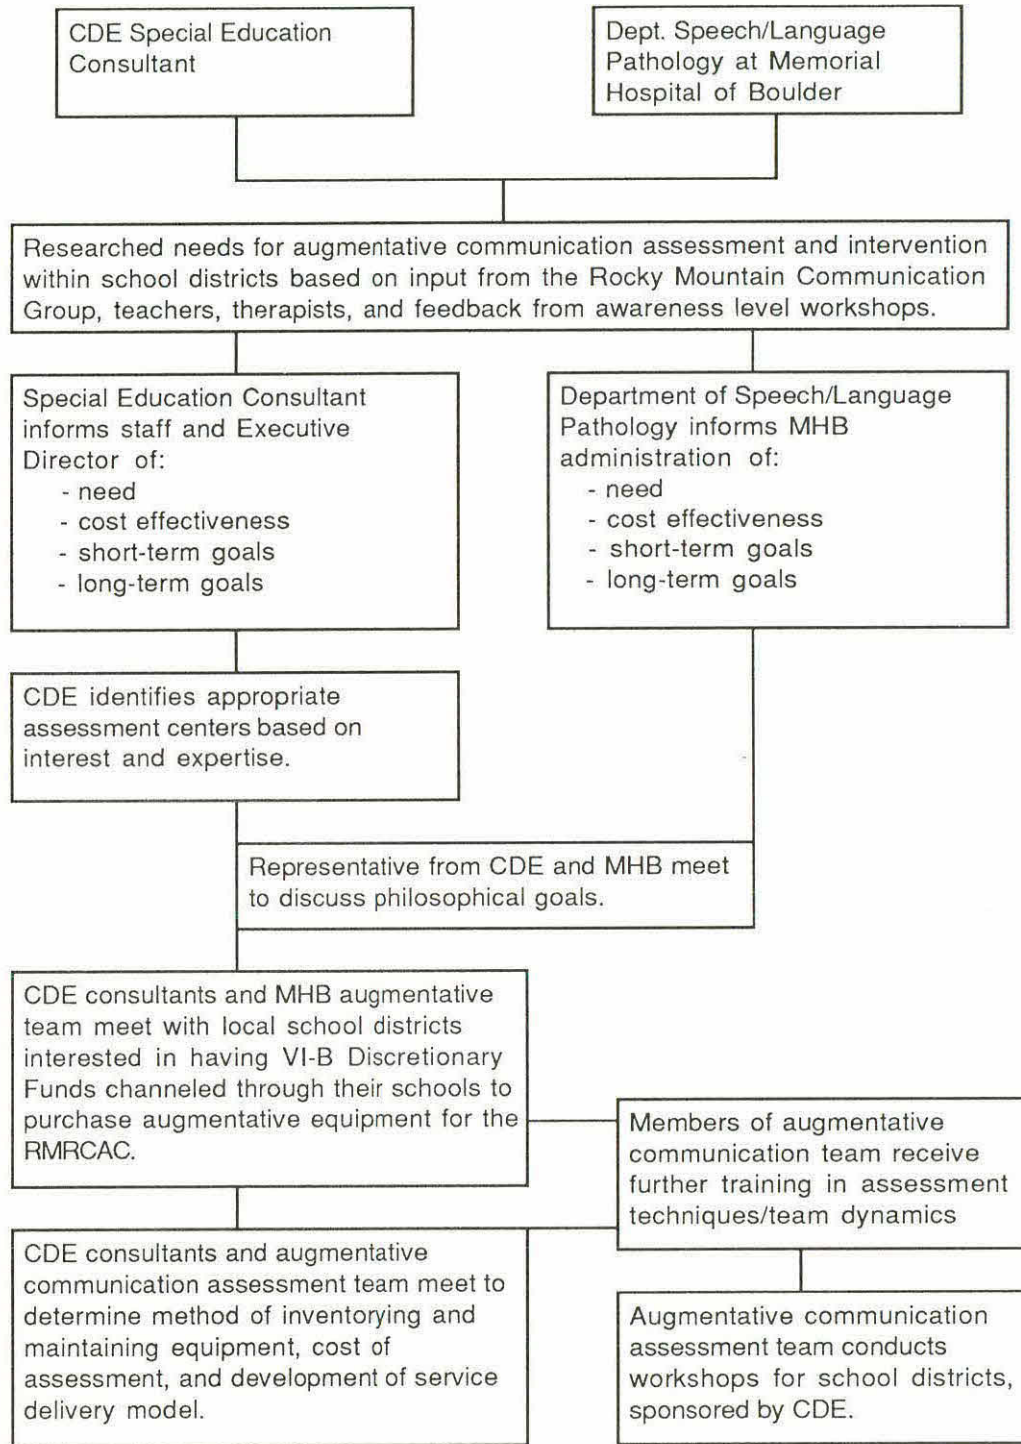 CDE Special Education
Consultant
Dept. Speech/Language
Pathology at Memorial
Hospital of Boulder
Researched needs for augmentative communication assessment and intervention
within school districts based on input from the Rocky Mountain Communication
Group, teachers, therapists, and feedback from awareness level workshops.
Special Education Consultant
informs staff and Executive
Director of:
- need
- cost effectiveness
- short-term goals
- long-term goals
Department of Speech/Language
Pathology informs MHB
administration of:
- need
- cost effectiveness
- short-term goals
- long-term goals
CDE identifies appropriate
assessment centers based on
interest and expertise.
Representative from CDE and MHB meet
to discuss philosophical goals.
CDE consultants and MHB augmentative
team meet with local school districts
interested in having VI-B Discretionary
Funds channeled through their schools to
purchase augmentative equipment for the
RMRCAC.
Members of augmentative
communication team receive
further training in assessment
techniques/team dynamics
CDE consultants and augmentative
communication assessment team meet to
determine method of inventorying and
maintaining equipment, cost of
assessment, and development of service
delivery model.
Augmentative communication
assessment team conducts
workshops for school districts,
sponsored by CDE.